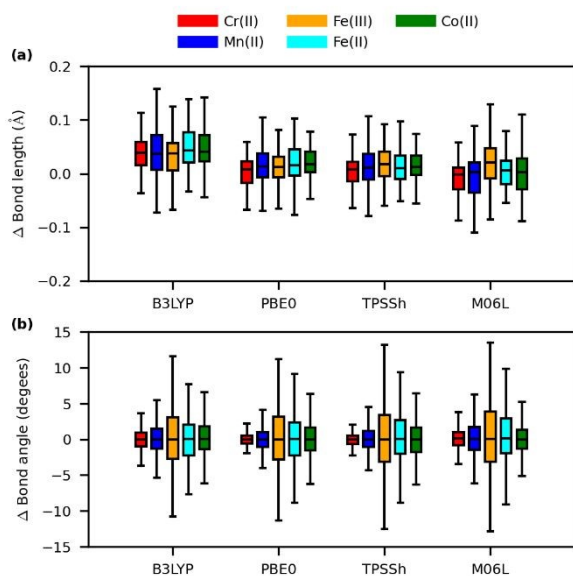 Cr(II) Fe(III) Co(II)
Mn(II) Fe(II)
(a)
Δ Bond length (Å)
0.2
0.1
0.0
−0.1
−0.2
B3LYP PBE0 TPSSh M06L
(b)
Δ Bond angle (degees)
15
10
5
0
−5
−10
−15
B3LYP PBE0 TPSSh M06L